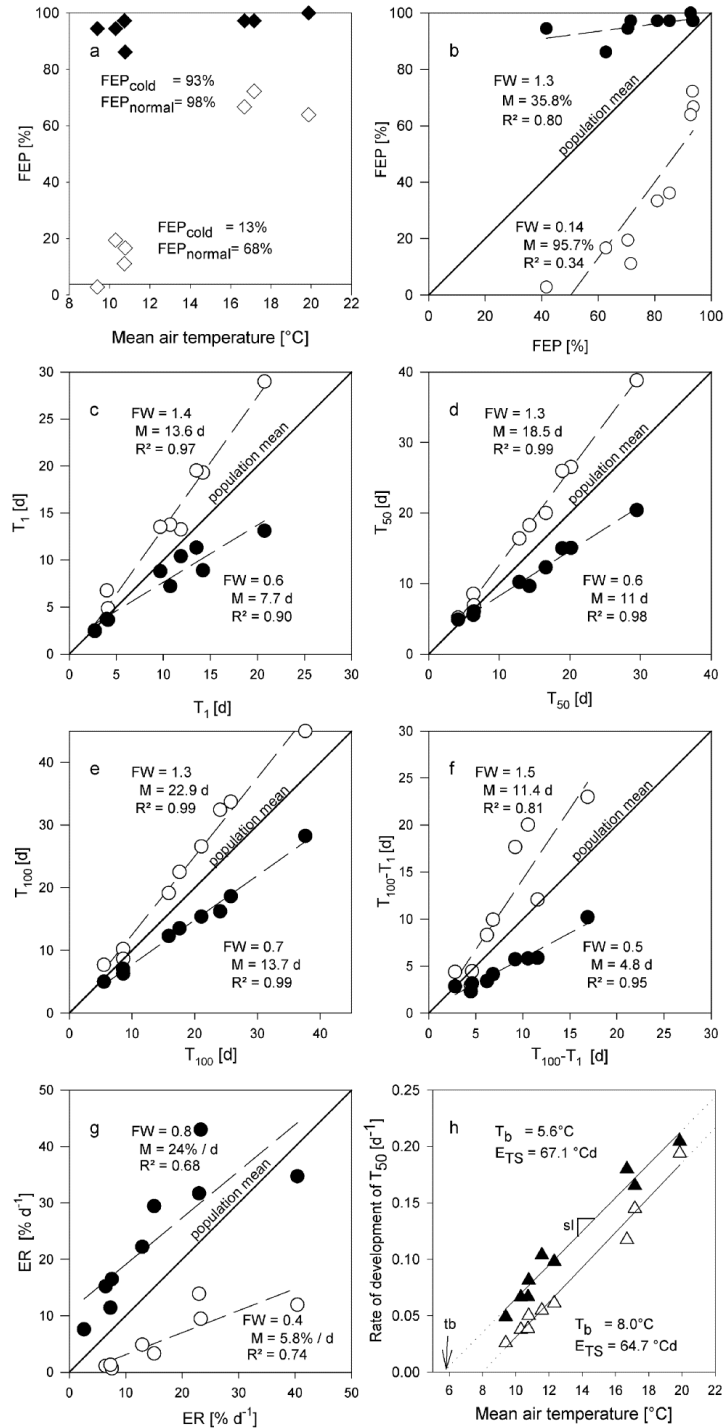 100
80
60
40
20
0
FEP [%]
a
FEPcold = 93%
FEPnormal= 98%
FEPcold = 13%
FEPnormal= 68%
8 10 12 14 16 18 20 22
Mean air temperature [°C]
100
80
60
40
20
0
FEP [%]
b
FW = 1.3
M = 35.8%
R² = 0.80
population mean
FW = 0.14
M = 95.7%
R² = 0.34
0 20 40 60 80 100
FEP [%]
30
25
20
15
10
5
0
T1 [d]
c
FW = 1.4
M = 13.6 d
R² = 0.97
population mean
FW = 0.6
M = 7.7 d
R² = 0.90
0 5 10 15 20 25 30
T1 [d]
40
30
20
10
0
T50 [d]
d
FW = 1.3
M = 18.5 d
R² = 0.99
population mean
FW = 0.6
M = 11 d
R² = 0.98
0 10 20 30 40
T50 [d]
40
30
20
10
0
T100 [d]
e
FW = 1.3
M = 22.9 d
R² = 0.99
population mean
FW = 0.7
M = 13.7 d
R² = 0.99
0 10 20 30 40
T100 [d]
30
25
20
15
10
5
0
T100-T1 [d]
f
FW = 1.5
M = 11.4 d
R² = 0.81
population mean
FW = 0.5
M = 4.8 d
R² = 0.95
0 5 10 15 20 25 30
T100-T1 [d]
50
40
30
20
10
0
ER [% d-1]
g
FW = 0.8
M = 24% / d
R² = 0.68
population mean
FW = 0.4
M = 5.8% / d
R² = 0.74
0 10 20 30 40 50
ER [% d-1]
0.25
0.20
0.15
0.10
0.05
0.00
Rate of development of T50 [d-1]
h
Tb = 5.6°C
ETS = 67.1 °Cd
sl
tb
Tb = 8.0°C
ETS = 64.7 °Cd
6 8 10 12 14 16 18 20 22
Mean air temperature [°C]